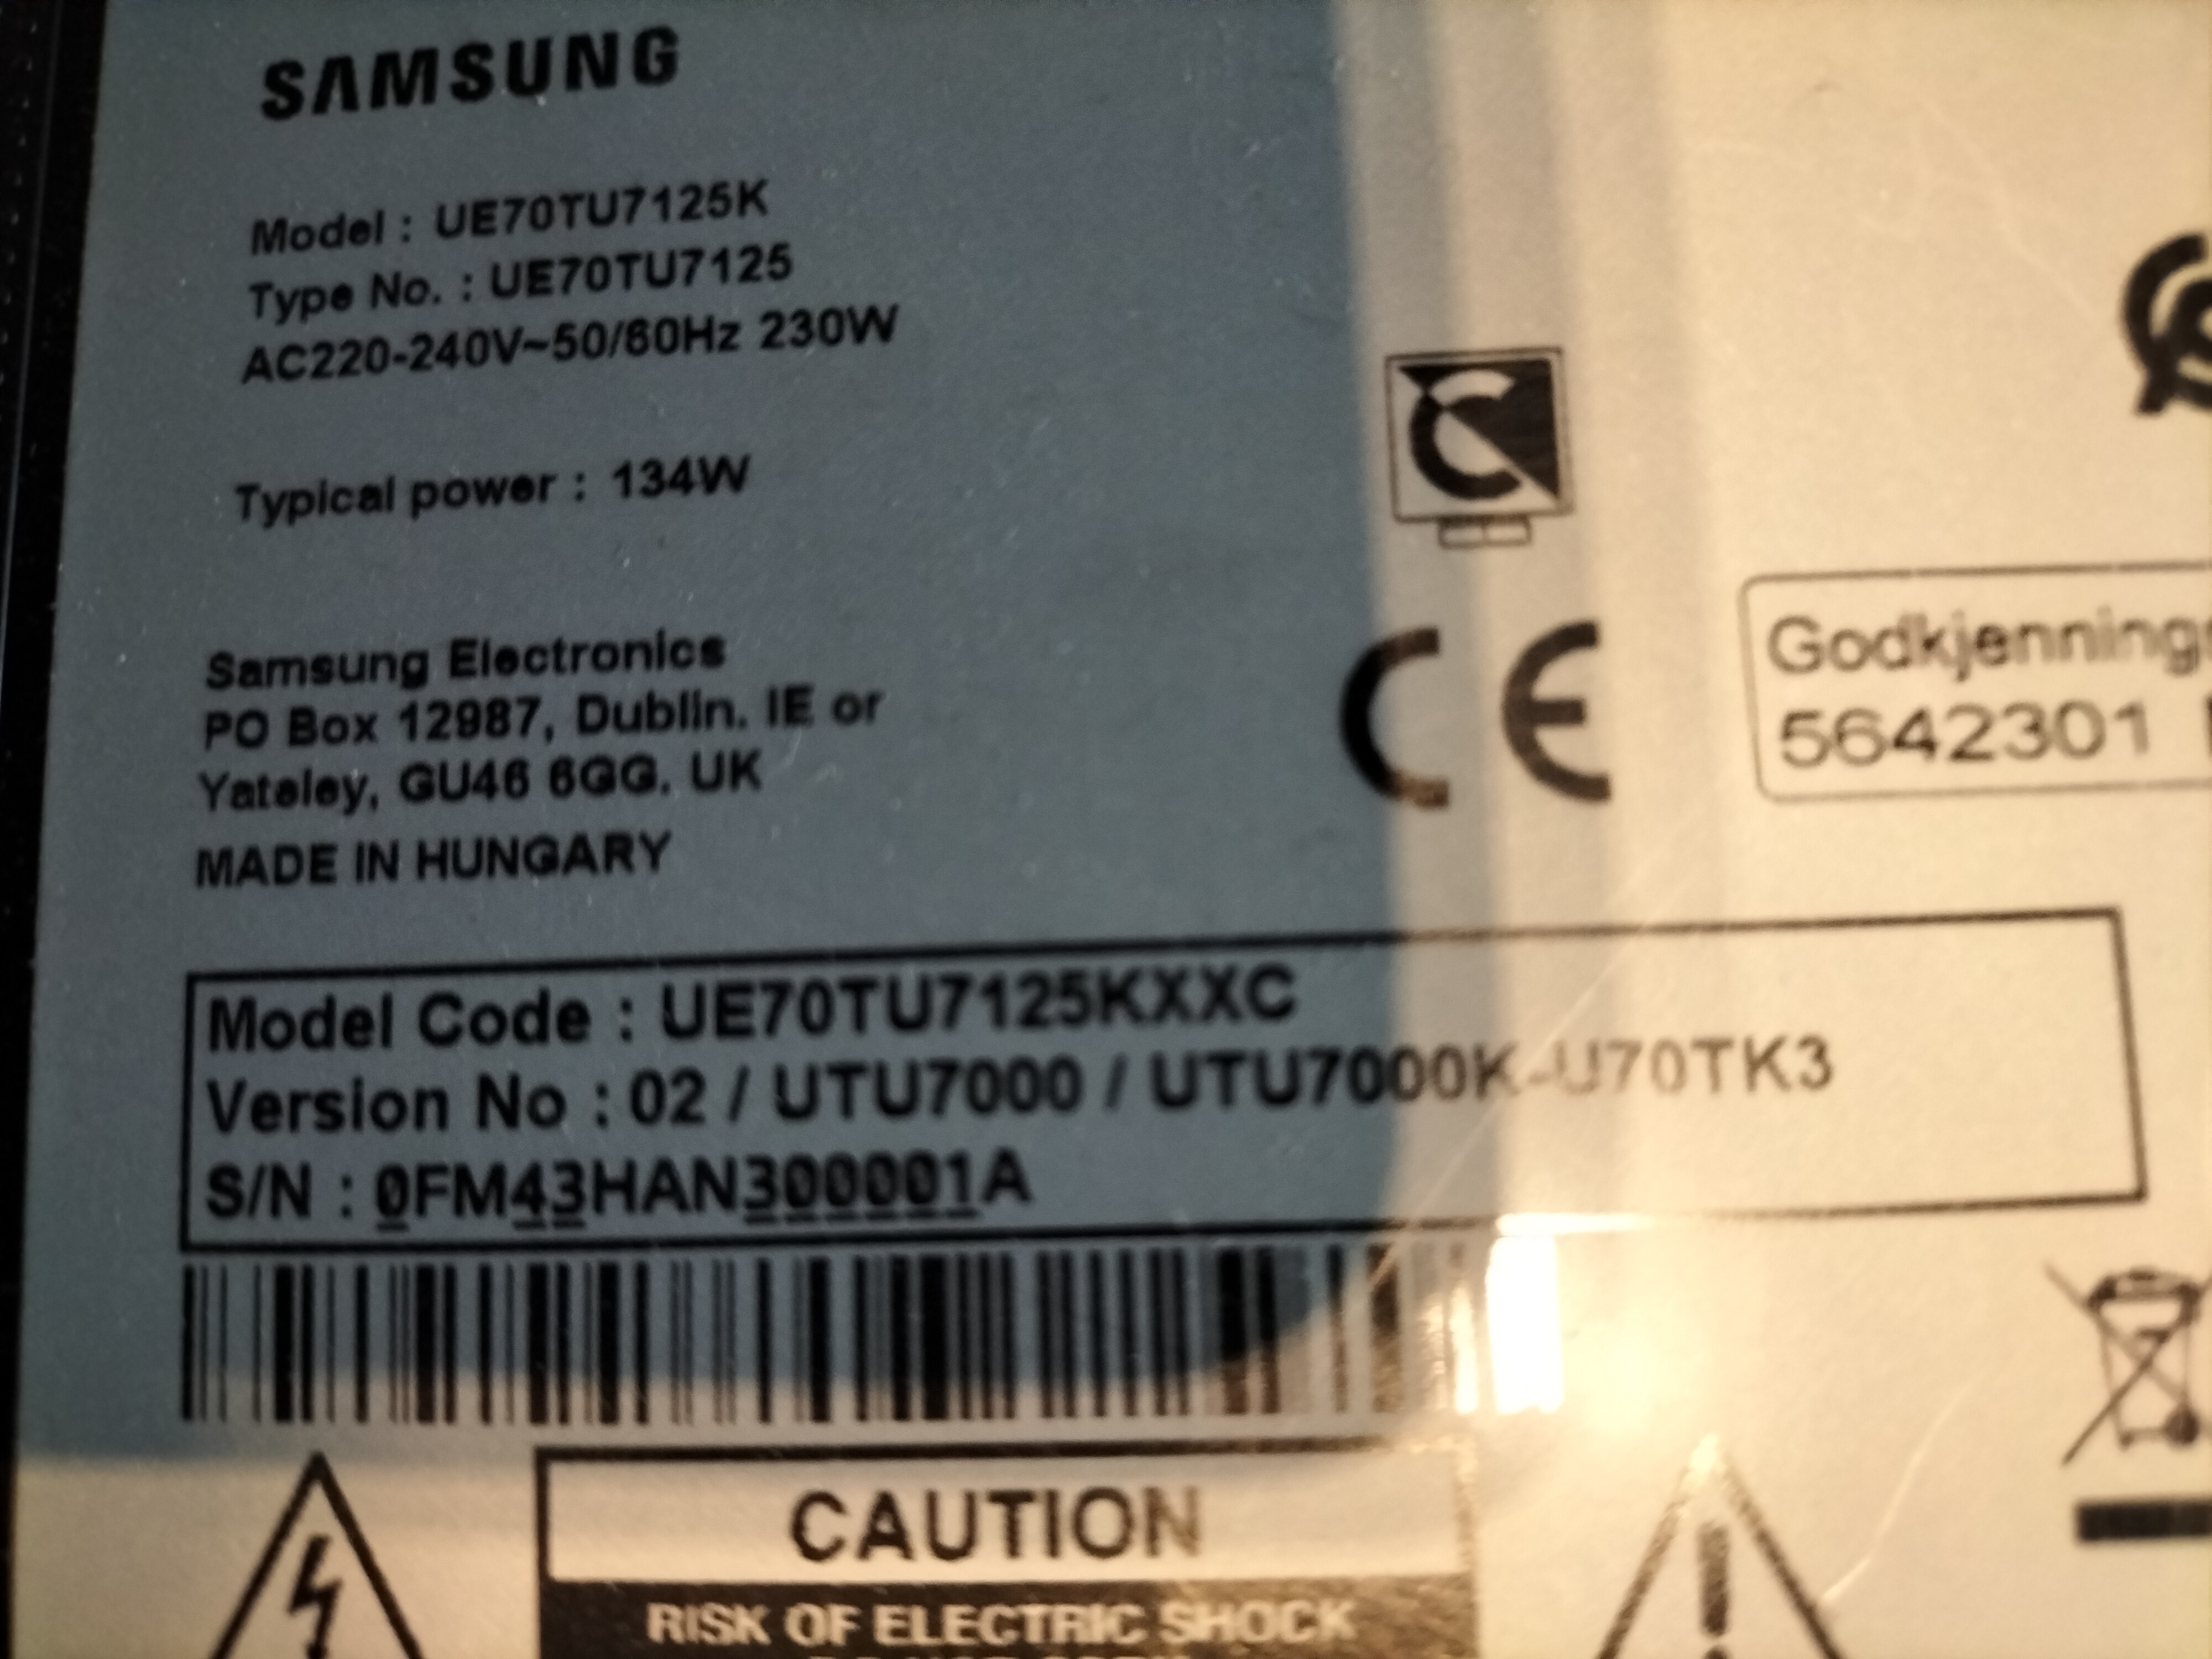 SAMSUNG
Model : UE70TU7125K
Type No. : UE70TU7125
AC220-240V~50/60Hz 230W
Typical power : 134W
Samsung Electronics
PO Box 12987, Dublin. IE or
Yateley, GU46 6GG. UK
MADE IN HUNGARY
CE
Godkjenning
5642301
Model Code : UE70TU7125KXXC
Version No : 02 / UTU7000 / UTU7000K-U70TK3
S/N : 0FM43HAN300001A
CAUTION
RISK OF ELECTRIC SHOCK